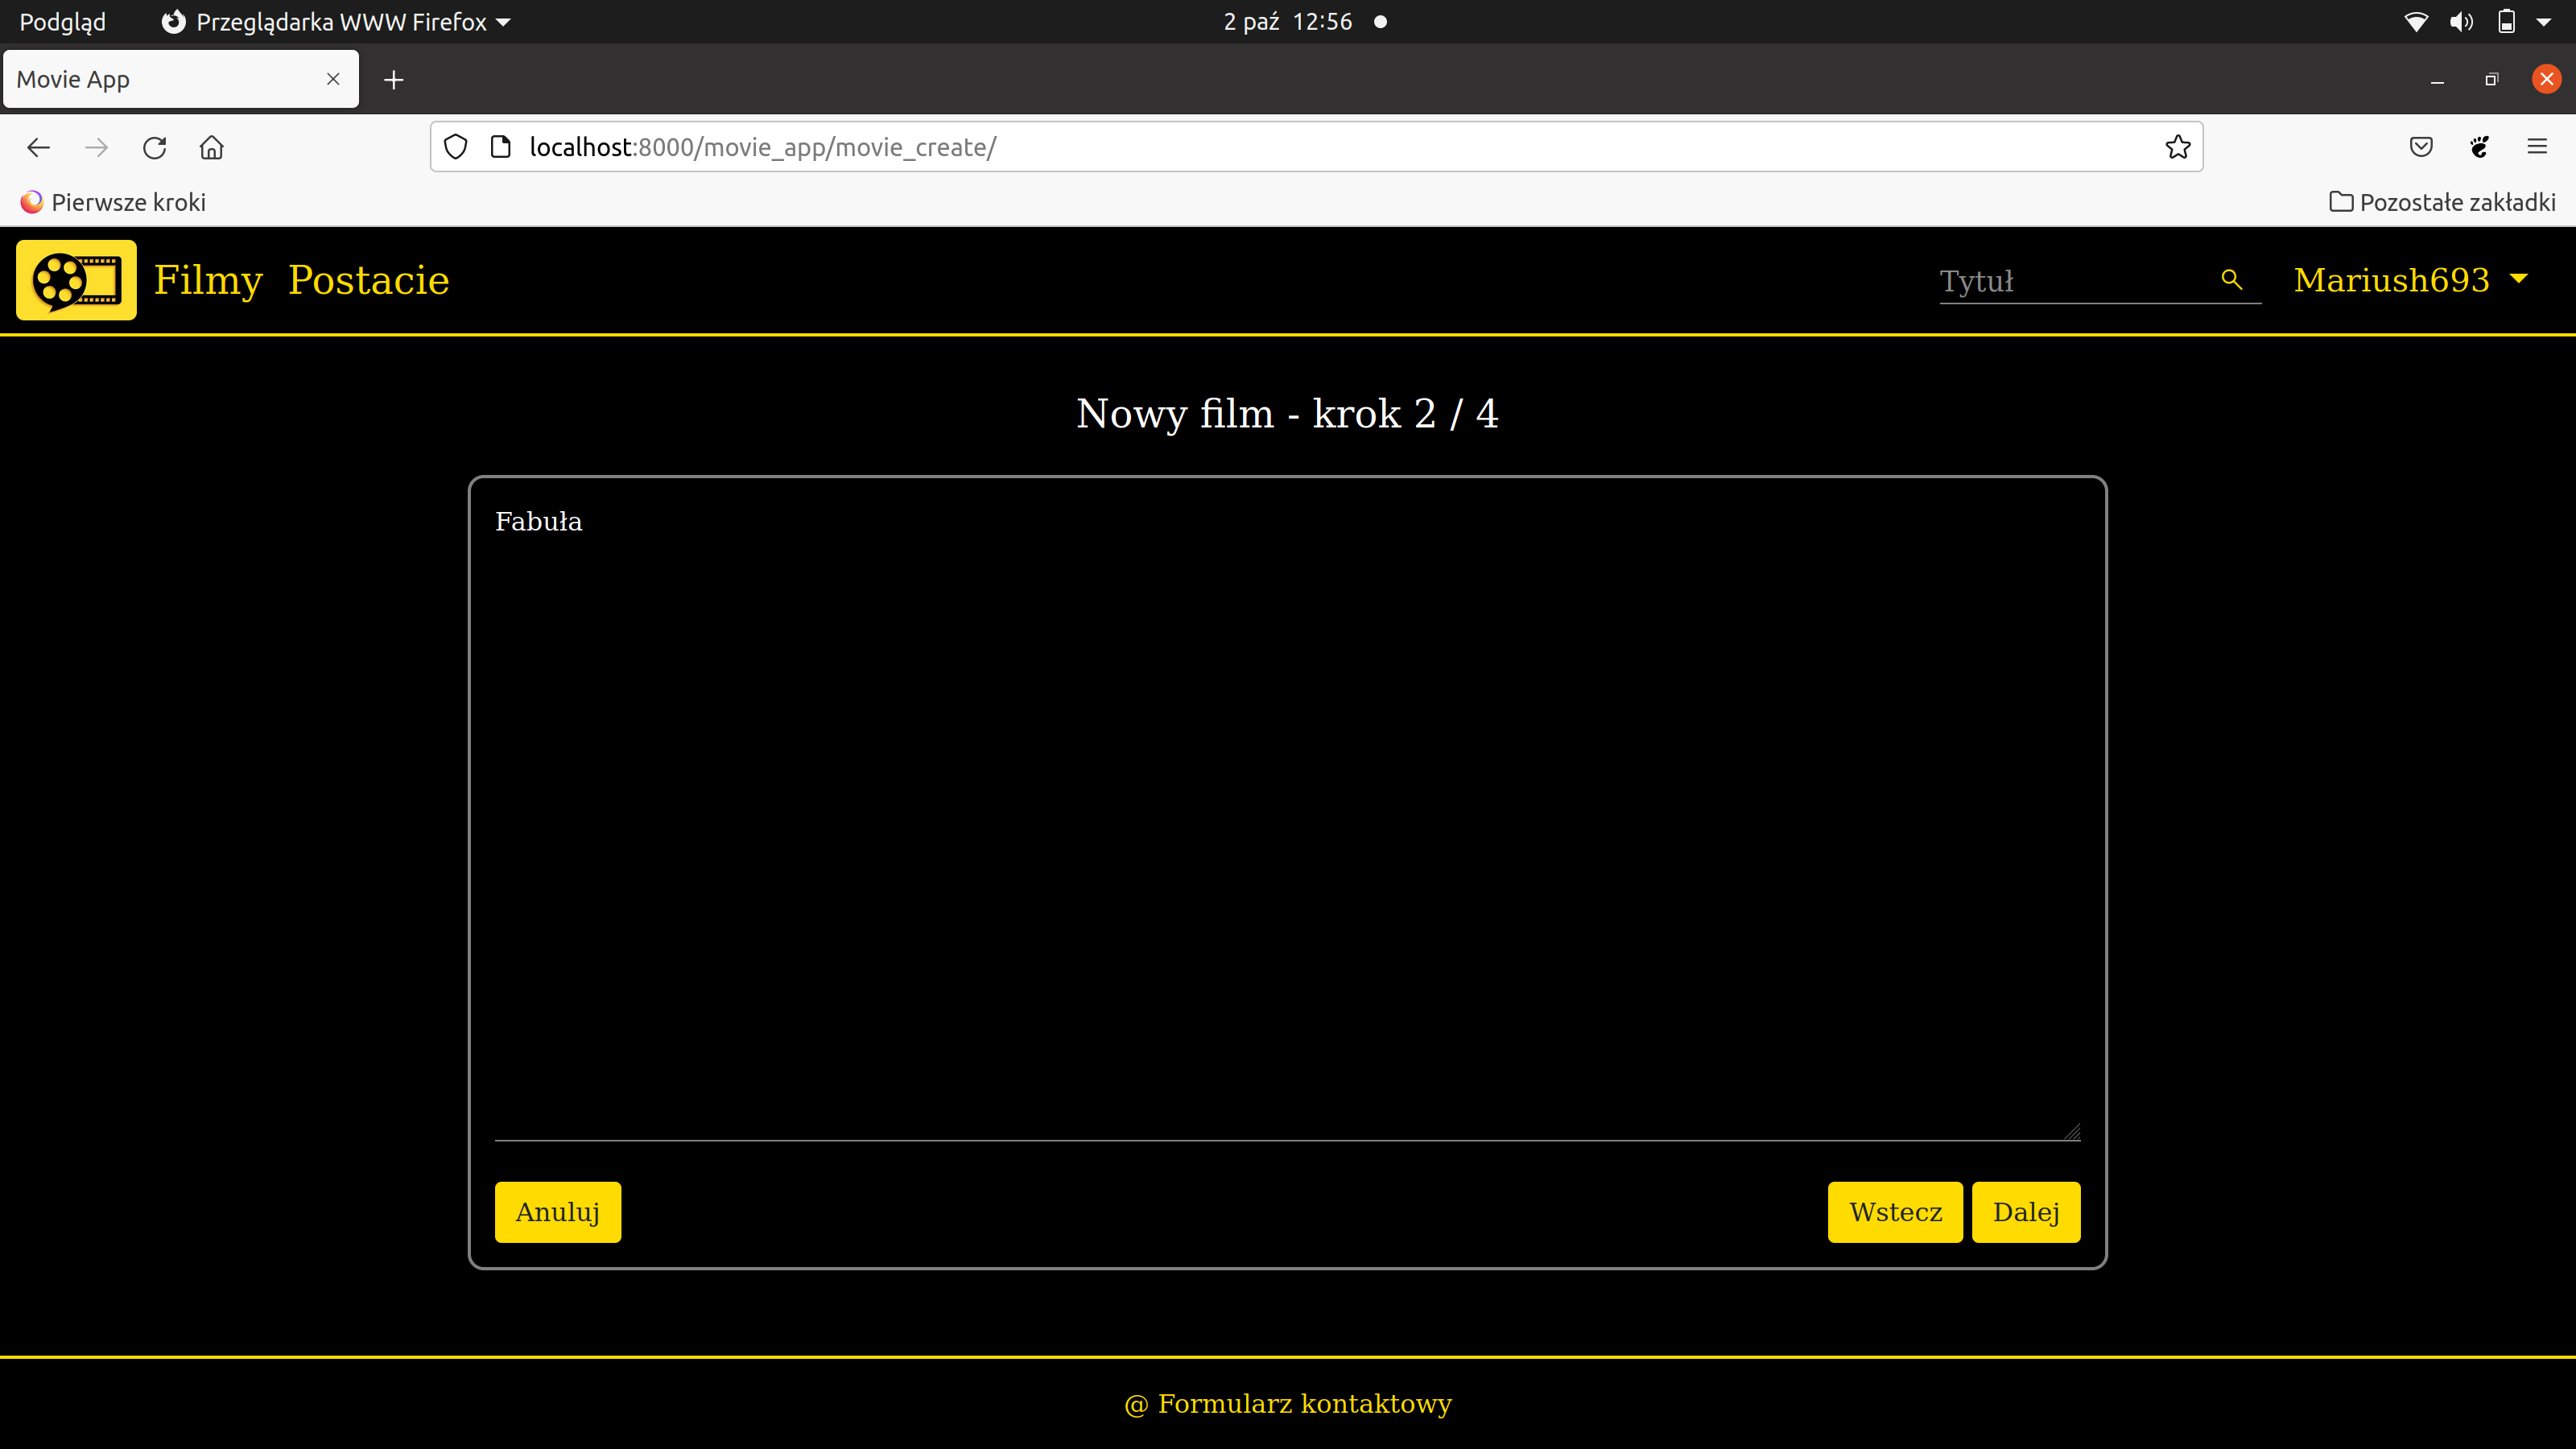 Podgląd Przeglądarka WWW Firefox 2 paź 12:56
Movie App
localhost:8000/movie_app/movie_create/
Pierwsze kroki Pozostałe zakładki
Filmy Postacie Tytuł Mariush693
Nowy film - krok 2 / 4
Fabuła
Anuluj Wstecz Dalej
@ Formularz kontaktowy